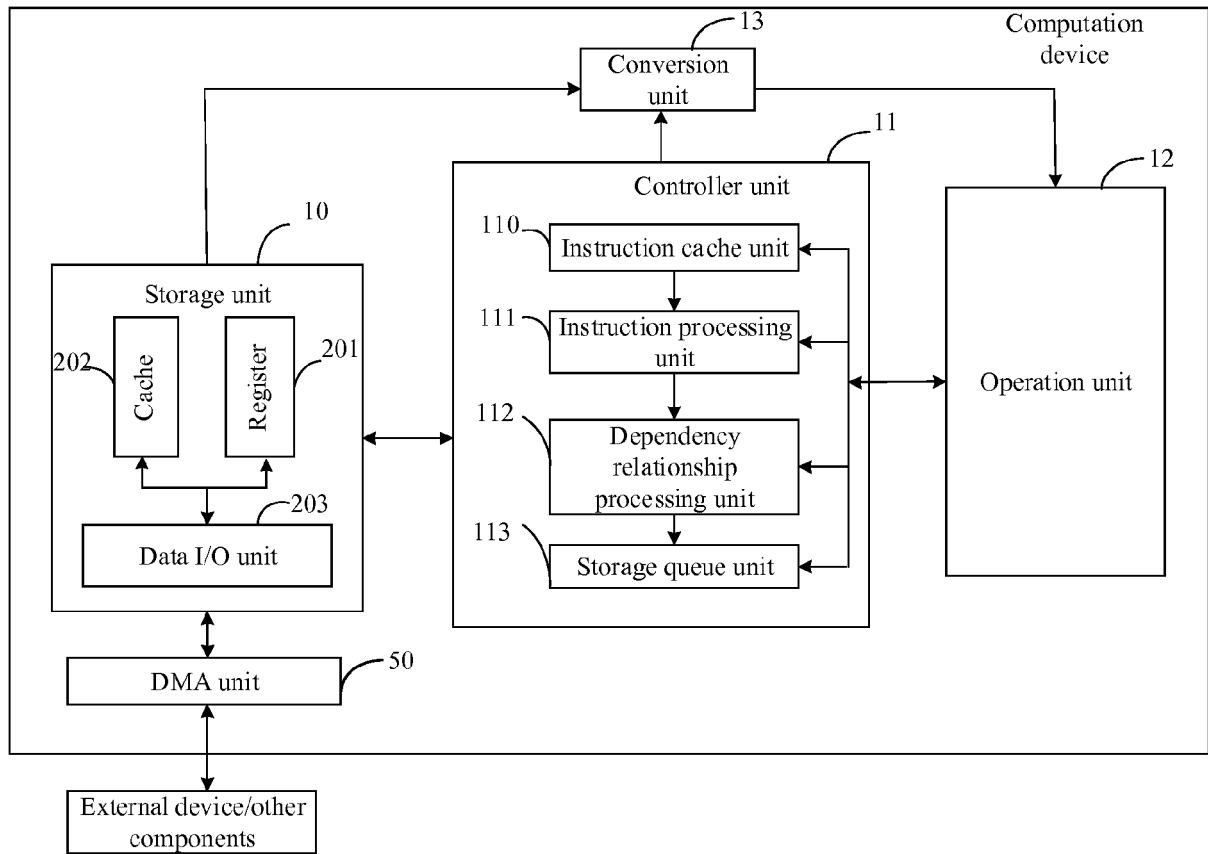 13
Computation
device
Conversion
unit
11
Controller unit
12
10
110
Instruction cache unit
Storage unit
111
Instruction processing
unit
202
Cache
Register
201
Operation unit
112
Dependency
relationship
processing unit
203
Data I/O unit
113
Storage queue unit
50
DMA unit
External device/other
components